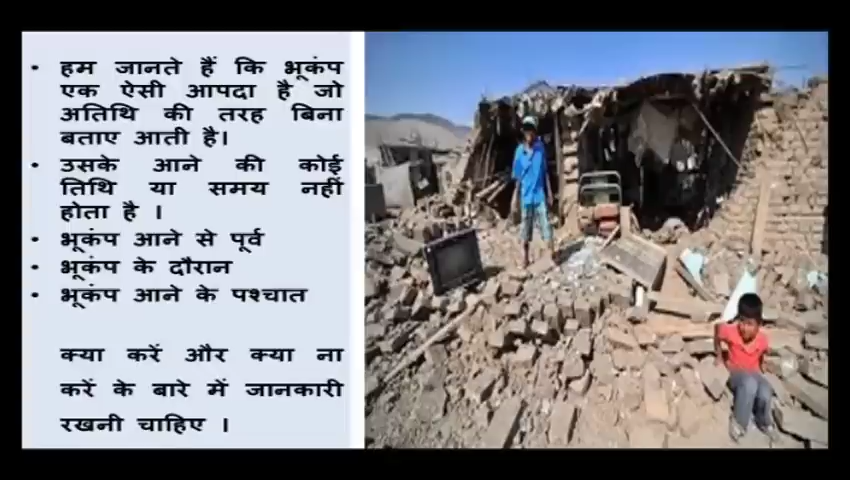 • हम जानते हैं कि भूकंप
एक ऐसी आपदा है जो
अतिथि की तरह बिना
बताए आती है।
• उसके आने की कोई
तिथि या समय नहीं
होता है ।
• भूकंप आने से पूर्व
• भूकंप के दौरान
• भूकंप आने के पश्चात
क्या करें और क्या ना
करें के बारे में जानकारी
रखनी चाहिए ।